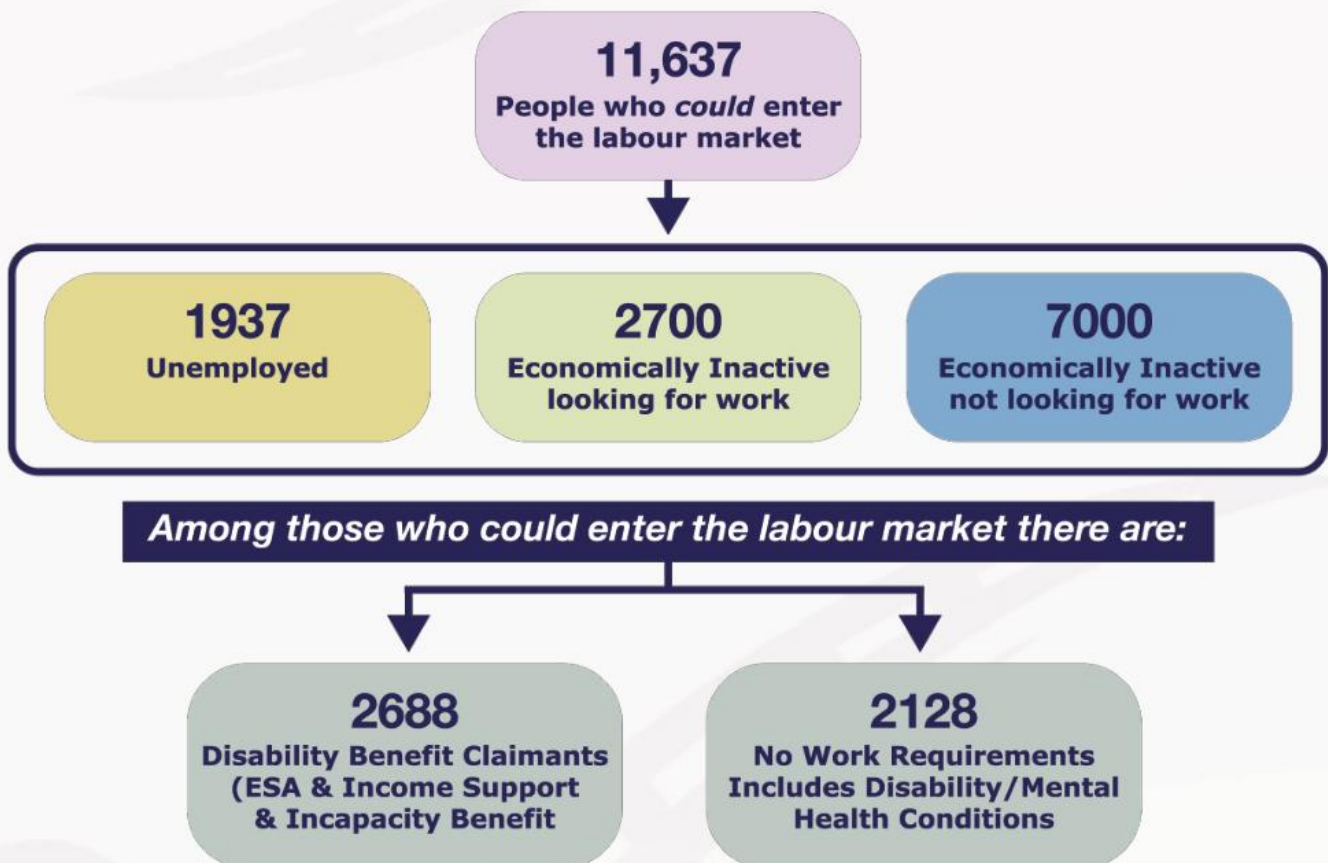 11,637
People who could enter
the labour market
1937
Unemployed
2700
Economically Inactive
looking for work
7000
Economically Inactive
not looking for work
Among those who could enter the labour market there are:
2688
Disability Benefit Claimants
(ESA & Income Support
& Incapacity Benefit
2128
No Work Requirements
Includes Disability/Mental
Health Conditions